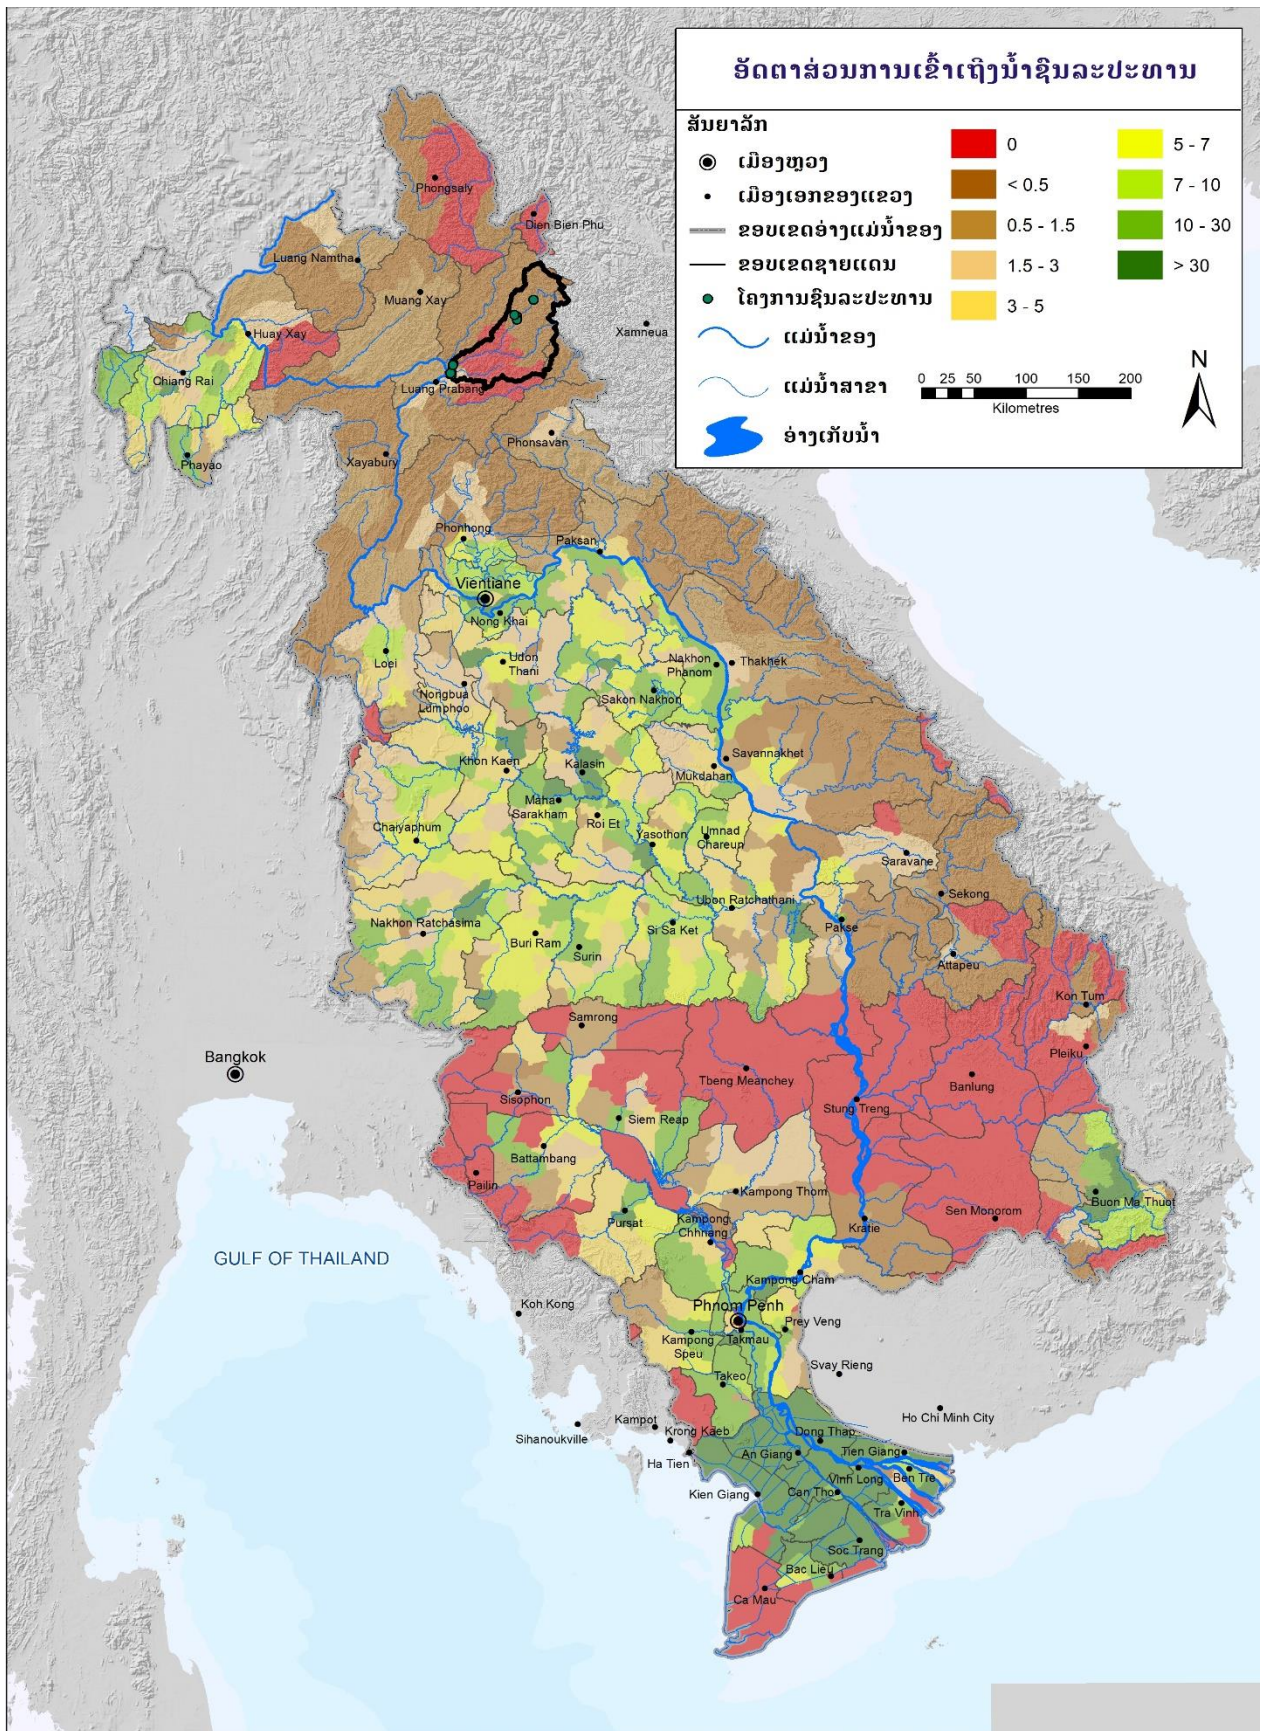 ອັດຕາສ່ວນການເຂົ້າເຖິງນ້ຳຊົນລະປະທານ
ສັນຍາລັກ
ເມືອງຫຼວງ
ເມືອງເອກຂອງແຂວງ
ຂອບເຂດອ່າງແມ່ນ້ຳຂອງ
ຂອບເຂດຊາຍແດນ
ໂຄງການຊົນລະປະທານ
ແມ່ນ້ຳຂອງ
ແມ່ນ້ຳສາຂາ
ອ່າງເກັບນ້ຳ
0
< 0.5
0.5 - 1.5
1.5 - 3
3 - 5
5 - 7
7 - 10
10 - 30
> 30
N
0 25 50 100 150 200
Kilometres
Phongsaly
Dien Bien Phu
Luang Namtha
Muang Xay
Xamneua
Huay Xay
Chiang Rai
Luang Prabang
Phayao
Xayabury
Phonsavan
Phonhong
Paksan
Vientiane
Nong Khai
Loei
Udon
Thani
Nakhon
Phanom
Thakhek
Nongbua
Lumphoo
Sakon Nakhon
Khon Kaen
Kalasin
Savannakhet
Mukdahan
Maha
Sarakham
Roi Et
Chaiyaphum
Yasothon
Umnad
Chareun
Saravane
Sekong
Ubon Ratchathani
Nakhon Ratchasima
Buri Ram
Surin
Si Sa Ket
Pakse
Attapeu
Kon Tum
Samrong
Pleiku
Bangkok
Tbeng Meanchey
Banlung
Sisophon
Stung Treng
Siem Reap
Battambang
Pailin
Kampong Thom
Buon Ma Thuot
Pursat
Kampong
Chhnang
Kratie
Sen Monorom
GULF OF THAILAND
Kampong Cham
Koh Kong
Phnom Penh
Takmau
Prey Veng
Kampong
Speu
Svay Rieng
Takeo
Ho Chi Minh City
Sihanoukville
Kampot
Krong Kaeb
Ha Tien
Dong Thap
An Giang
Tien Giang
Vinh Long
Ben Tre
Kien Giang
Can Tho
Tra Vinh
Soc Trang
Bac Lieu
Ca Mau